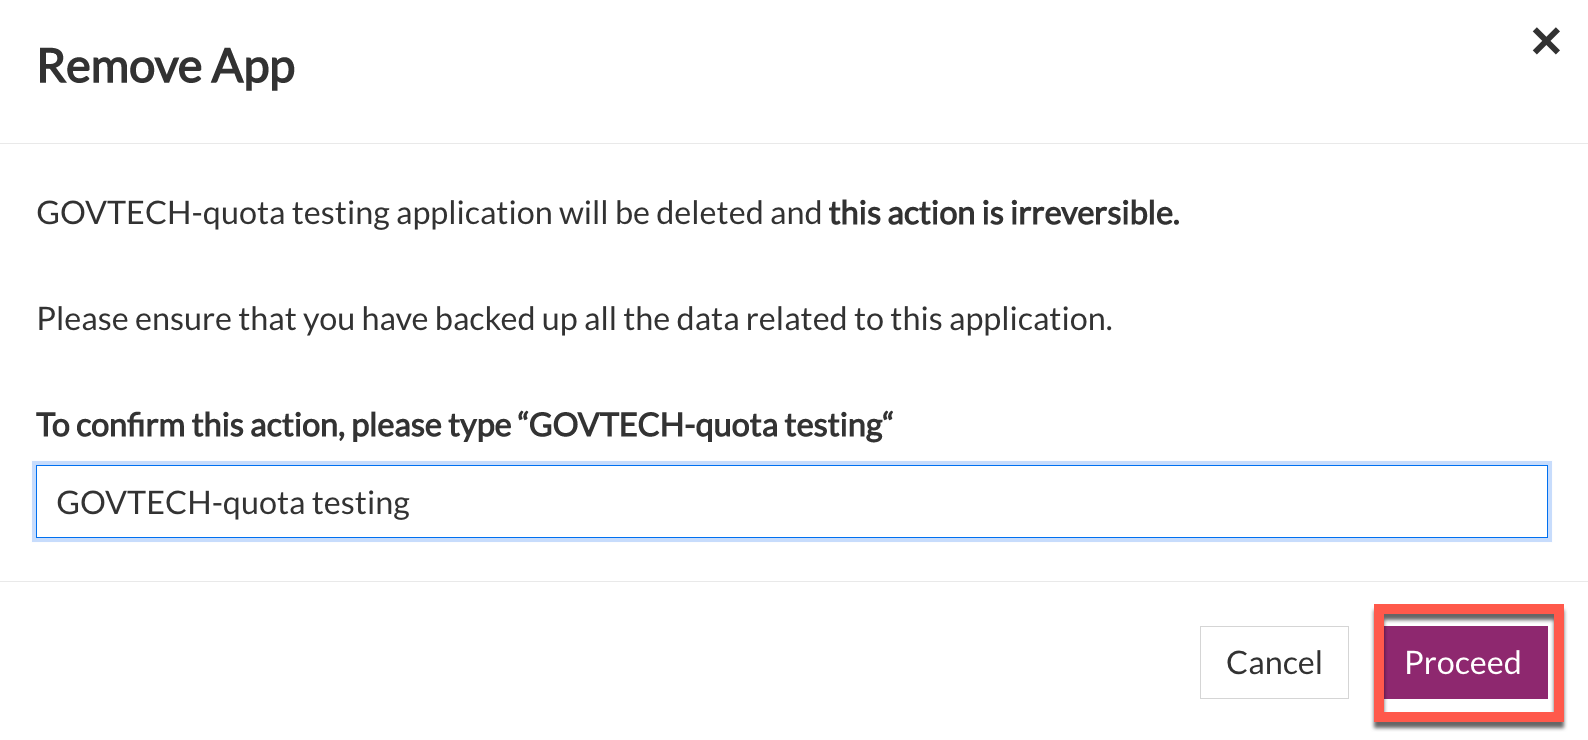 Remove App
GOVTECH-quota testing application will be deleted and this action is irreversible.
Please ensure that you have backed up all the data related to this application.
To confirm this action, please type “GOVTECH-quota testing“
GOVTECH-quota testing
Cancel
Proceed